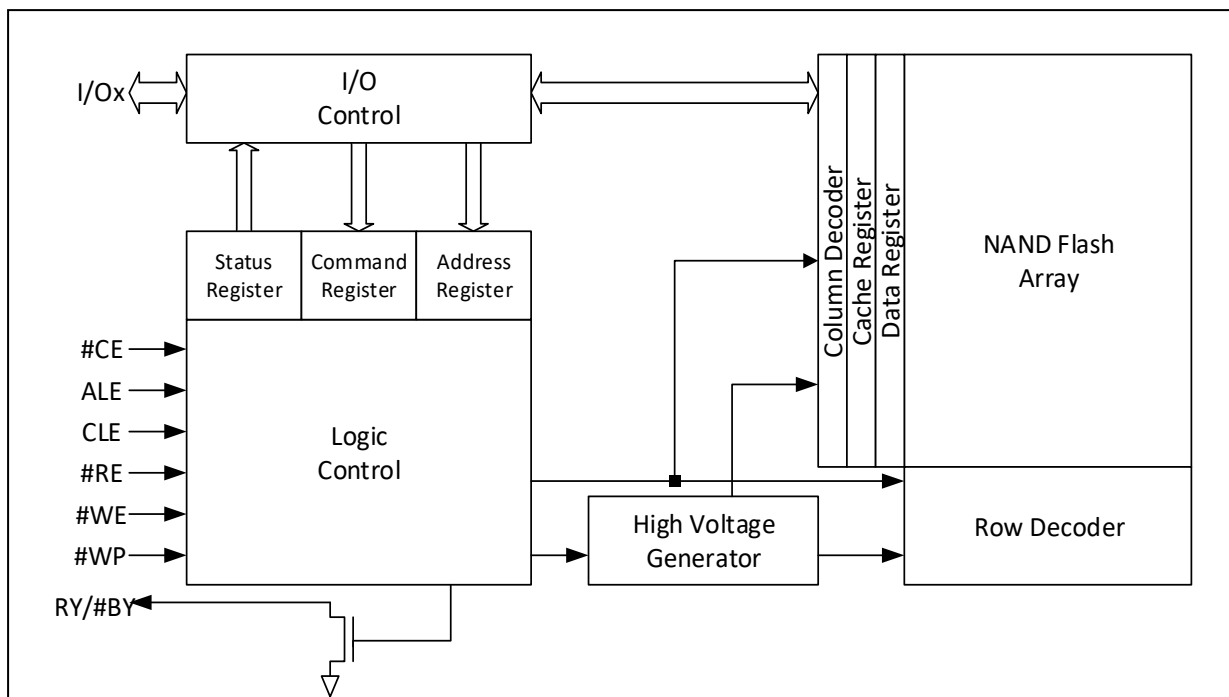 I/Ox
I/O
Control
Status
Register
Command
Register
Address
Register
Column Decoder
Cache Register
Data Register
NAND Flash
Array
#CE
ALE
CLE
#RE
#WE
#WP
Logic
Control
High Voltage
Generator
Row Decoder
RY/#BY